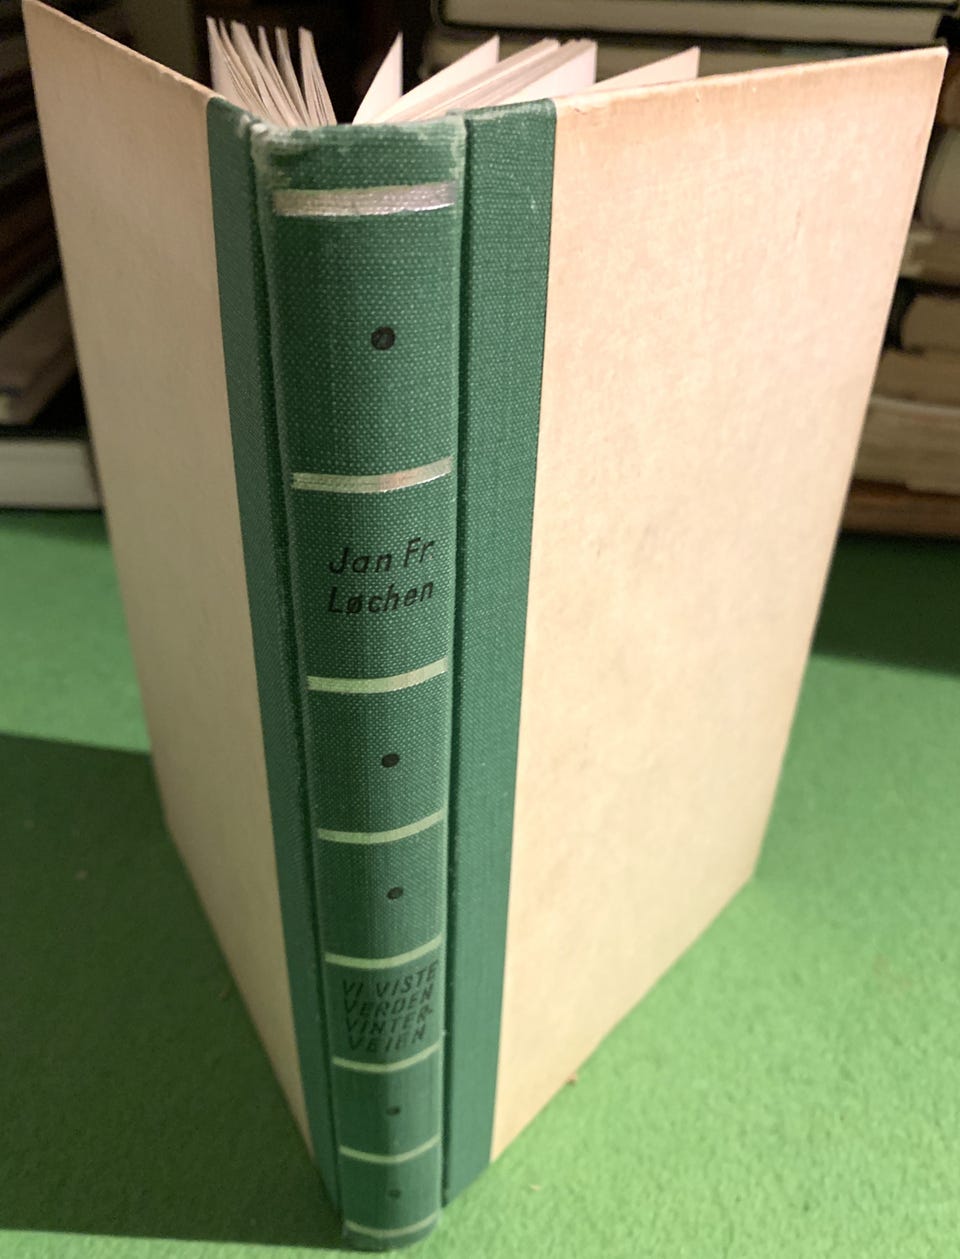 Jan Fr
Løchen
VI VISTE
VERDEN
VINTER-
VEIEN